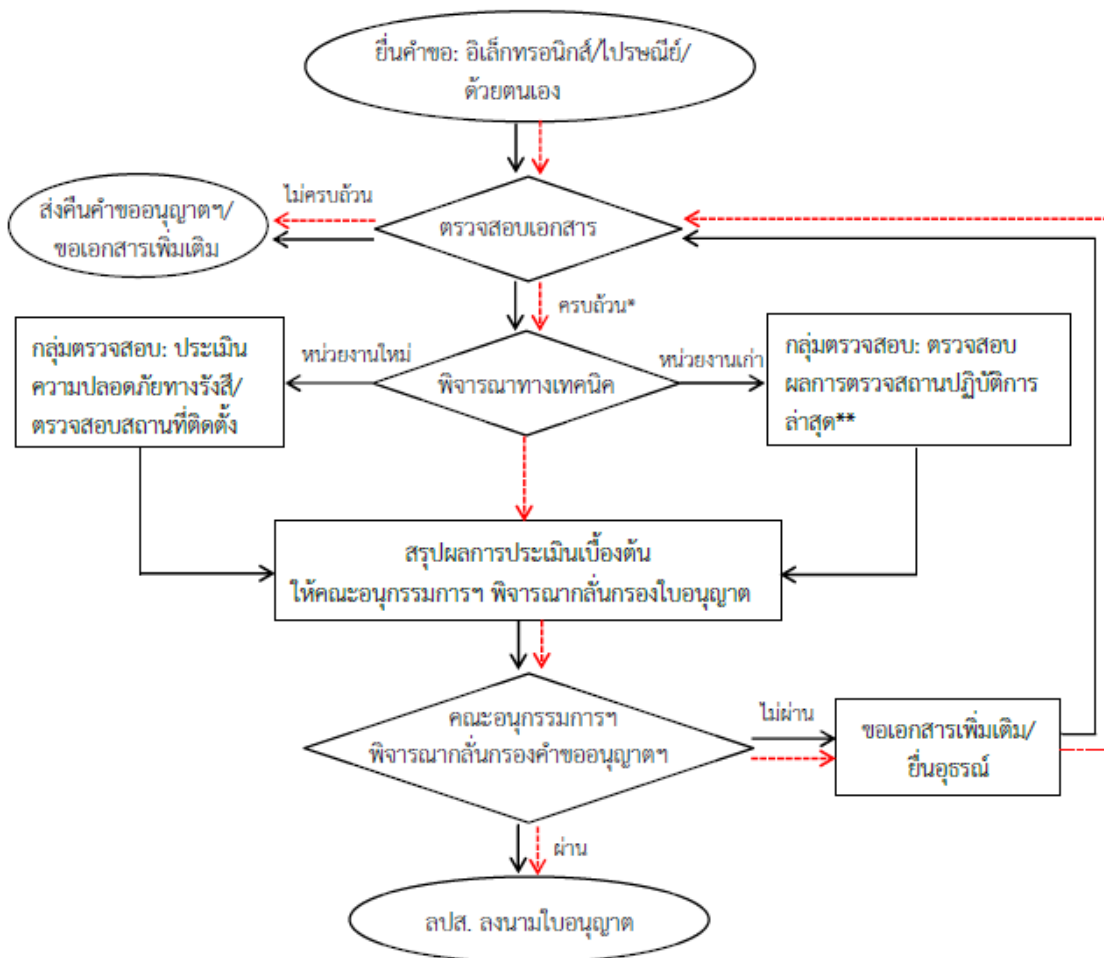 ยื่นคำขอ: อิเล็กทรอนิกส์/ไปรษณีย์/
ด้วยตนเอง
ไม่ครบถ้วน
ส่งคืนคำขออนุญาตฯ/
ขอเอกสารเพิ่มเติม
ตรวจสอบเอกสาร
ครบถ้วน*
กลุ่มตรวจสอบ: ประเมิน
ความปลอดภัยทางรังสี/
ตรวจสอบสถานที่ติดตั้ง
หน่วยงานใหม่
พิจารณาทางเทคนิค
หน่วยงานเก่า
กลุ่มตรวจสอบ: ตรวจสอบ
ผลการตรวจสถานปฏิบัติการ
ล่าสุด**
สรุปผลการประเมินเบื้องต้น
ให้คณะอนุกรรมการฯ พิจารณากลั่นกรองใบอนุญาต
คณะอนุกรรมการฯ
พิจารณากลั่นกรองคำขออนุญาตฯ
ไม่ผ่าน
ขอเอกสารเพิ่มเติม/
ยื่นอุธรณ์
ผ่าน
ลปส. ลงนามใบอนุญาต